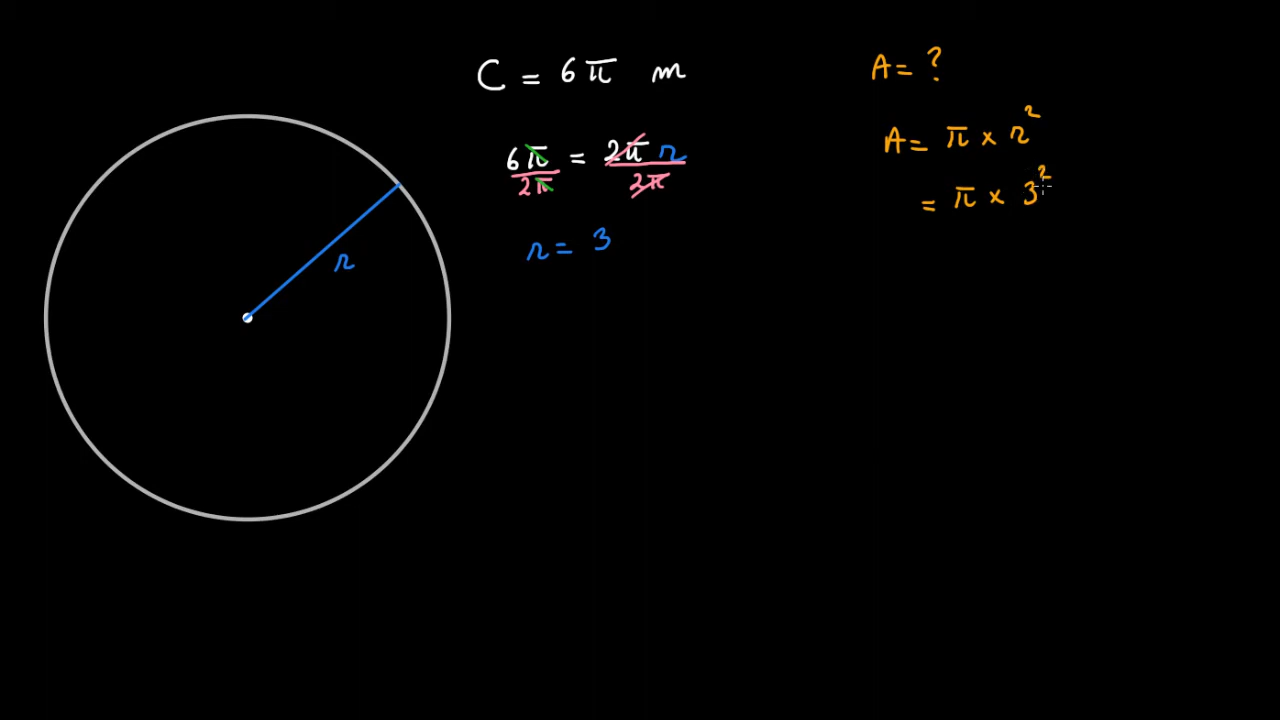 C = 6π m
6π/2π = 2πr/2π
r = 3
r
A = ?
A = π × r²
= π × 3²